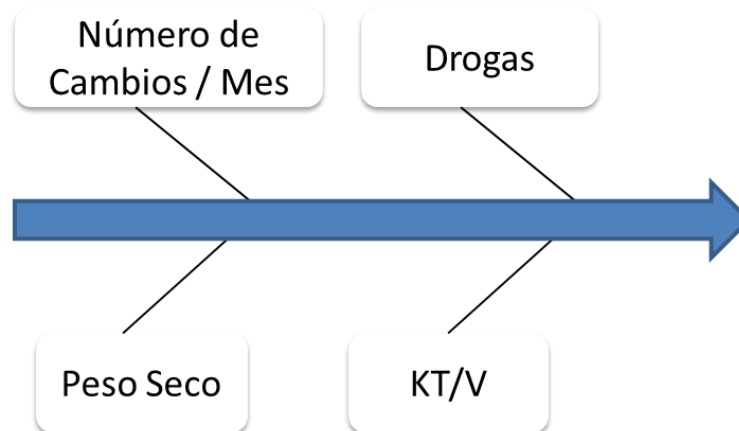 Número de
Cambios / Mes
Drogas
Peso Seco
KT/V